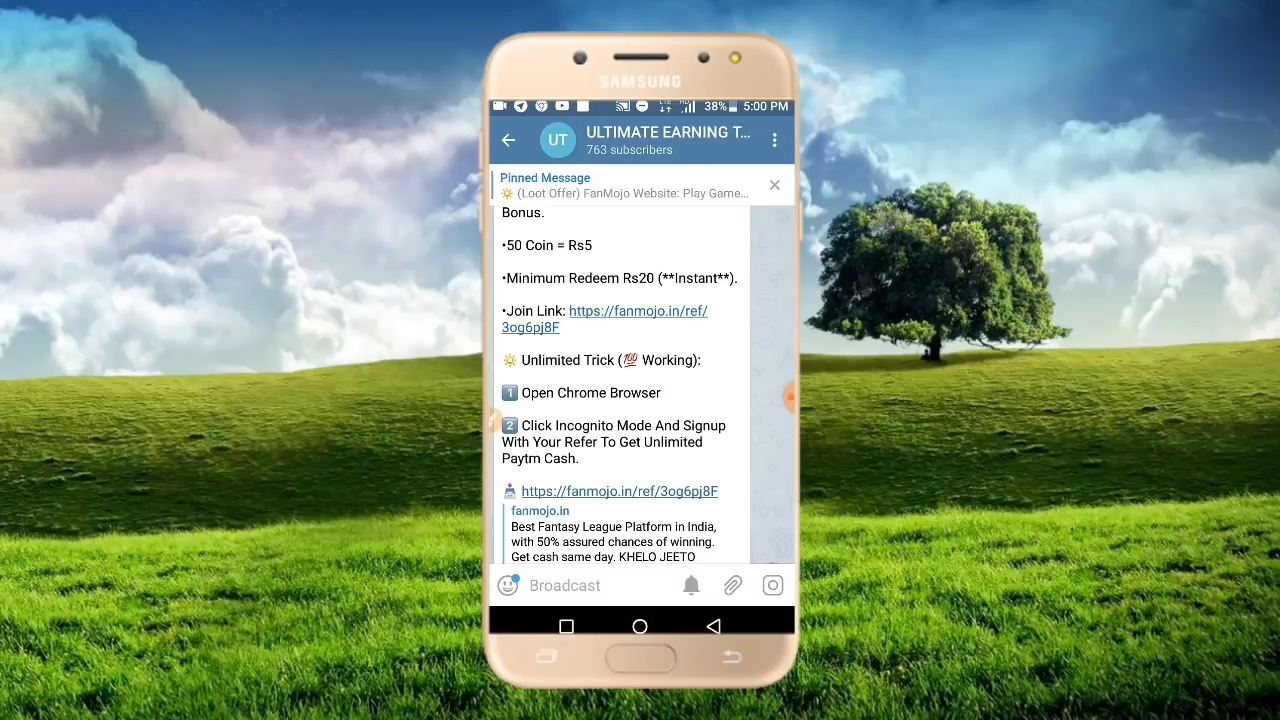 SAMSUNG
LTE HD 38% 5:00 PM
UT ULTIMATE EARNING T...
763 subscribers
Pinned Message
🔅 (Loot Offer) FanMojo Website: Play Game...
Bonus.
•50 Coin = Rs5
•Minimum Redeem Rs20 (**Instant**).
•Join Link: https://fanmojo.in/ref/
3og6pj8F
🔅 Unlimited Trick (💯 Working):
1️⃣ Open Chrome Browser
2️⃣ Click Incognito Mode And Signup
With Your Refer To Get Unlimited
Paytm Cash.
📩 https://fanmojo.in/ref/3og6pj8F
fanmojo.in
Best Fantasy League Platform in India,
with 50% assured chances of winning.
Get cash same day. KHELO JEETO
Broadcast